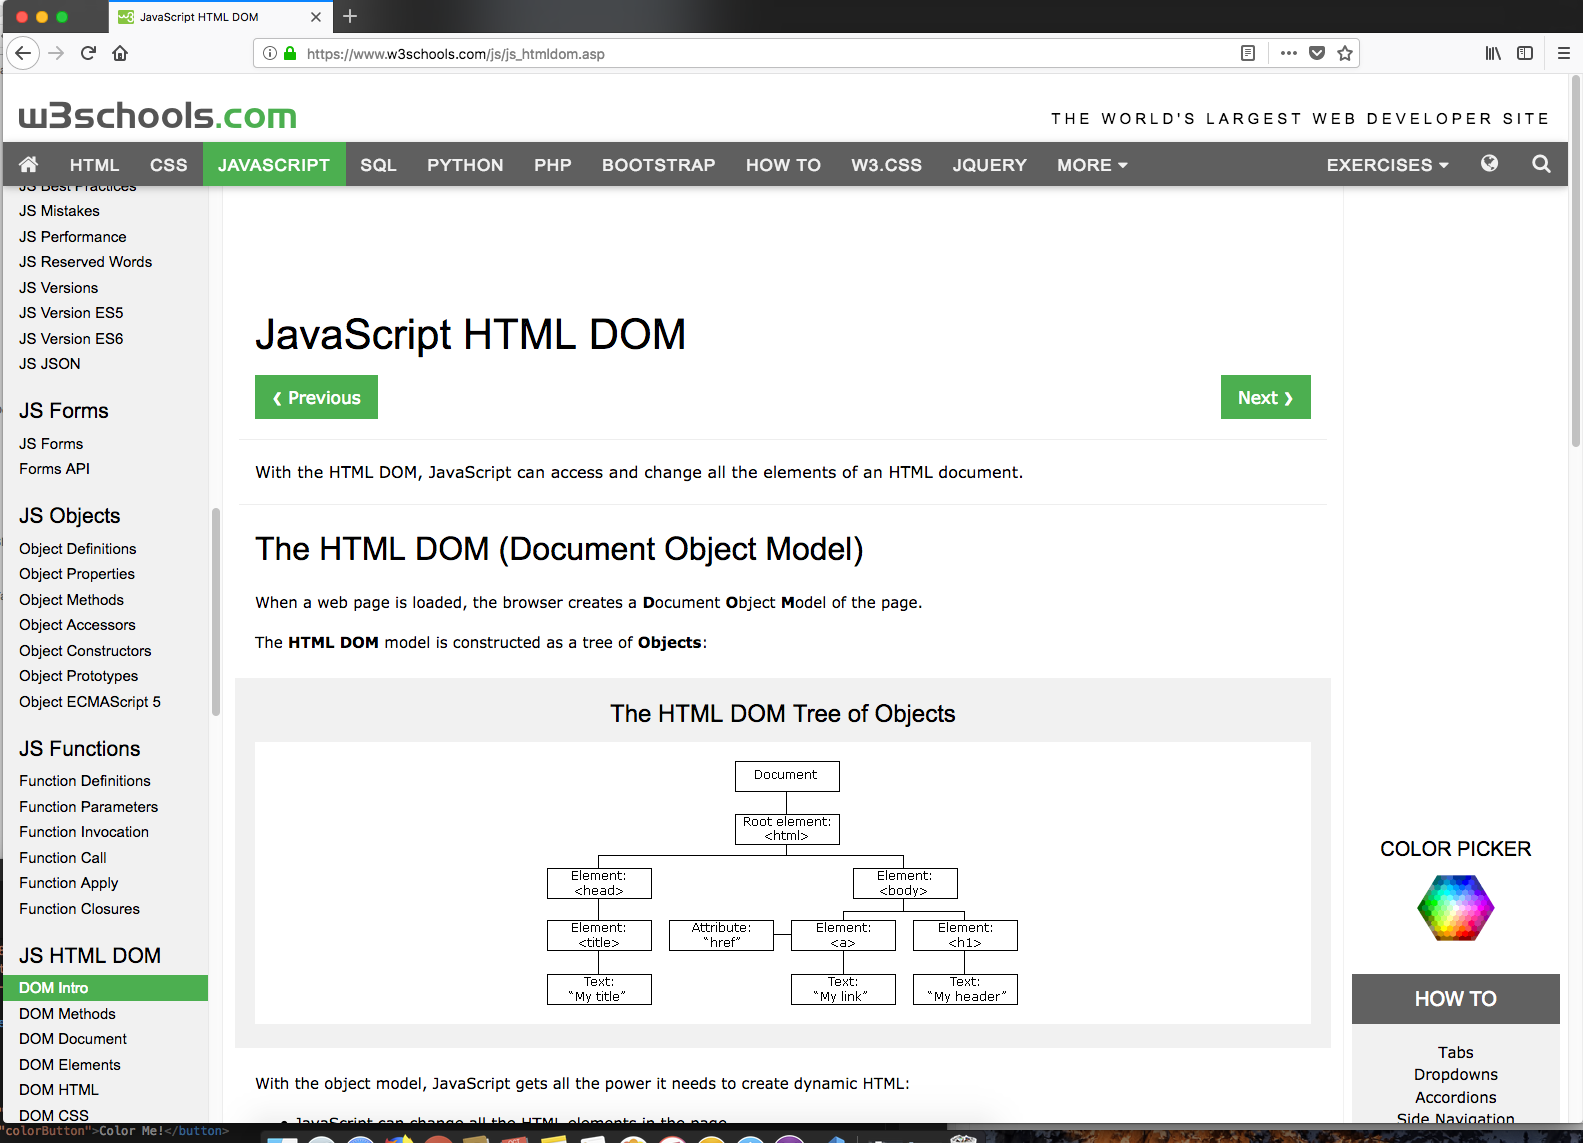 JavaScript HTML DOM
https://www.w3schools.com/js/js_htmldom.asp
w3schools.com
THE WORLD'S LARGEST WEB DEVELOPER SITE
HTML CSS JAVASCRIPT SQL PYTHON PHP BOOTSTRAP HOW TO W3.CSS JQUERY MORE EXERCISES
JS Best Practices
JS Mistakes
JS Performance
JS Reserved Words
JS Versions
JS Version ES5
JS Version ES6
JS JSON
JS Forms
JS Forms
Forms API
JS Objects
Object Definitions
Object Properties
Object Methods
Object Accessors
Object Constructors
Object Prototypes
Object ECMAScript 5
JS Functions
Function Definitions
Function Parameters
Function Invocation
Function Call
Function Apply
Function Closures
JS HTML DOM
DOM Intro
DOM Methods
DOM Document
DOM Elements
DOM HTML
DOM CSS
JavaScript HTML DOM
❮ Previous
Next ❯
With the HTML DOM, JavaScript can access and change all the elements of an HTML document.
The HTML DOM (Document Object Model)
When a web page is loaded, the browser creates a Document Object Model of the page.
The HTML DOM model is constructed as a tree of Objects:
The HTML DOM Tree of Objects
Document
Root element:
<html>
Element:
<head>
Element:
<body>
Element:
<title>
Attribute:
"href"
Element:
<a>
Element:
<h1>
Text:
"My title"
Text:
"My link"
Text:
"My header"
With the object model, JavaScript gets all the power it needs to create dynamic HTML:
JavaScript can change all the HTML elements in the page
COLOR PICKER
HOW TO
Tabs
Dropdowns
Accordions
Side Navigation
"colorButton">Color Me!</button>